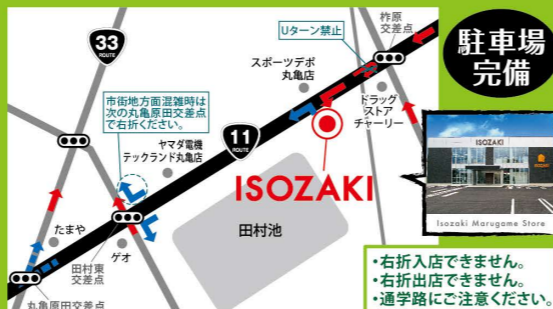 33
ROUTE
Uターン禁止
柞原
交差点
駐車場
完備
スポーツデポ
丸亀店
市街地方面混雑時は
次の丸亀原田交差点
で右折ください。
ドラッグ
ストア
チャーリー
ヤマダ電機
テックランド丸亀店
11
ROUTE
ISOZAKI
ISOZAKI
Isozaki Marugame Store
たまや
田村東
交差点
ゲオ
田村池
丸亀原田交差点
・右折入店できません。
・右折出店できません。
・通学路にご注意ください。